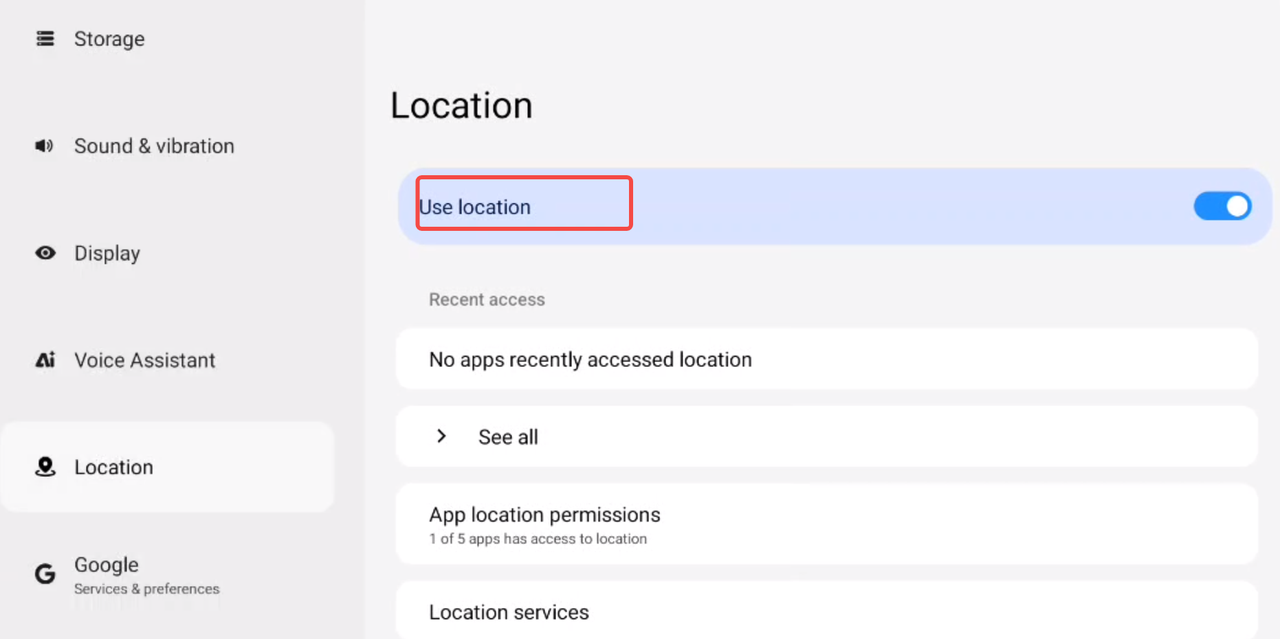 Storage
Sound & vibration
Display
Voice Assistant
Location
Google
Services & preferences
Location
Use location
Recent access
No apps recently accessed location
See all
App location permissions
1 of 5 apps has access to location
Location services